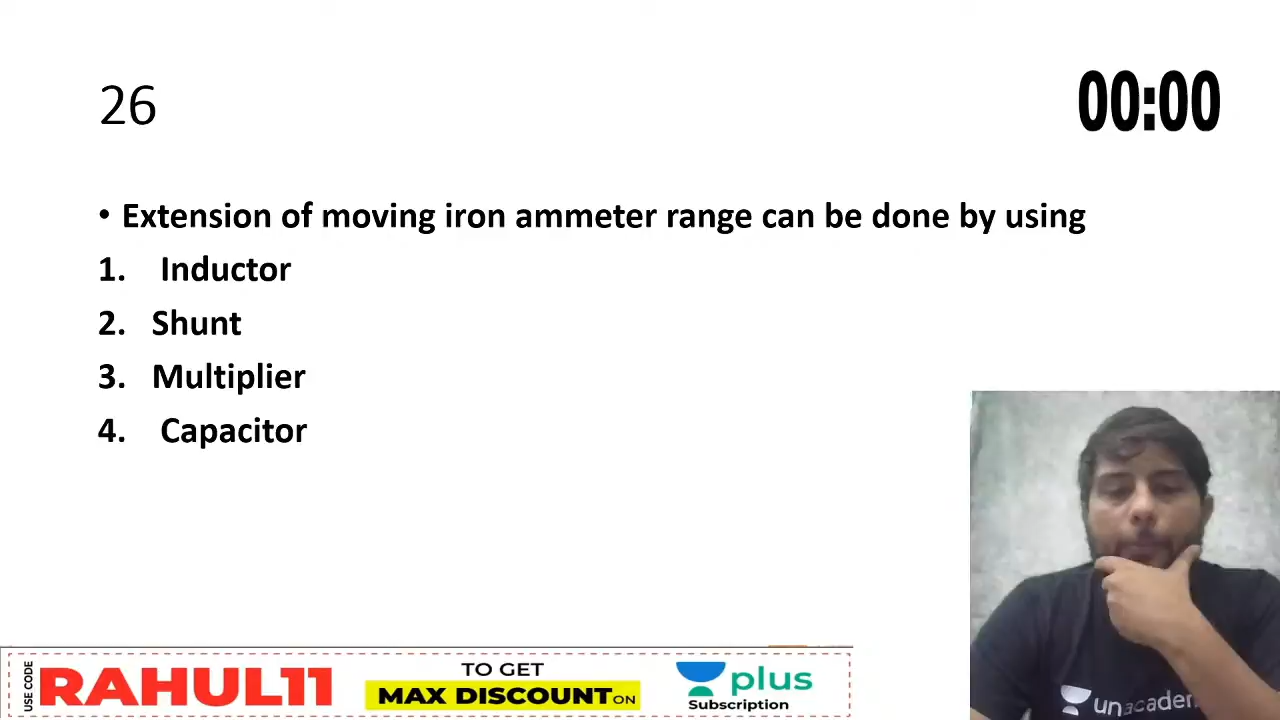 26
00:00
• Extension of moving iron ammeter range can be done by using
1. Inductor
2. Shunt
3. Multiplier
4. Capacitor
USE CODE
RAHUL11
TO GET
MAX DISCOUNT ON
plus
Subscription